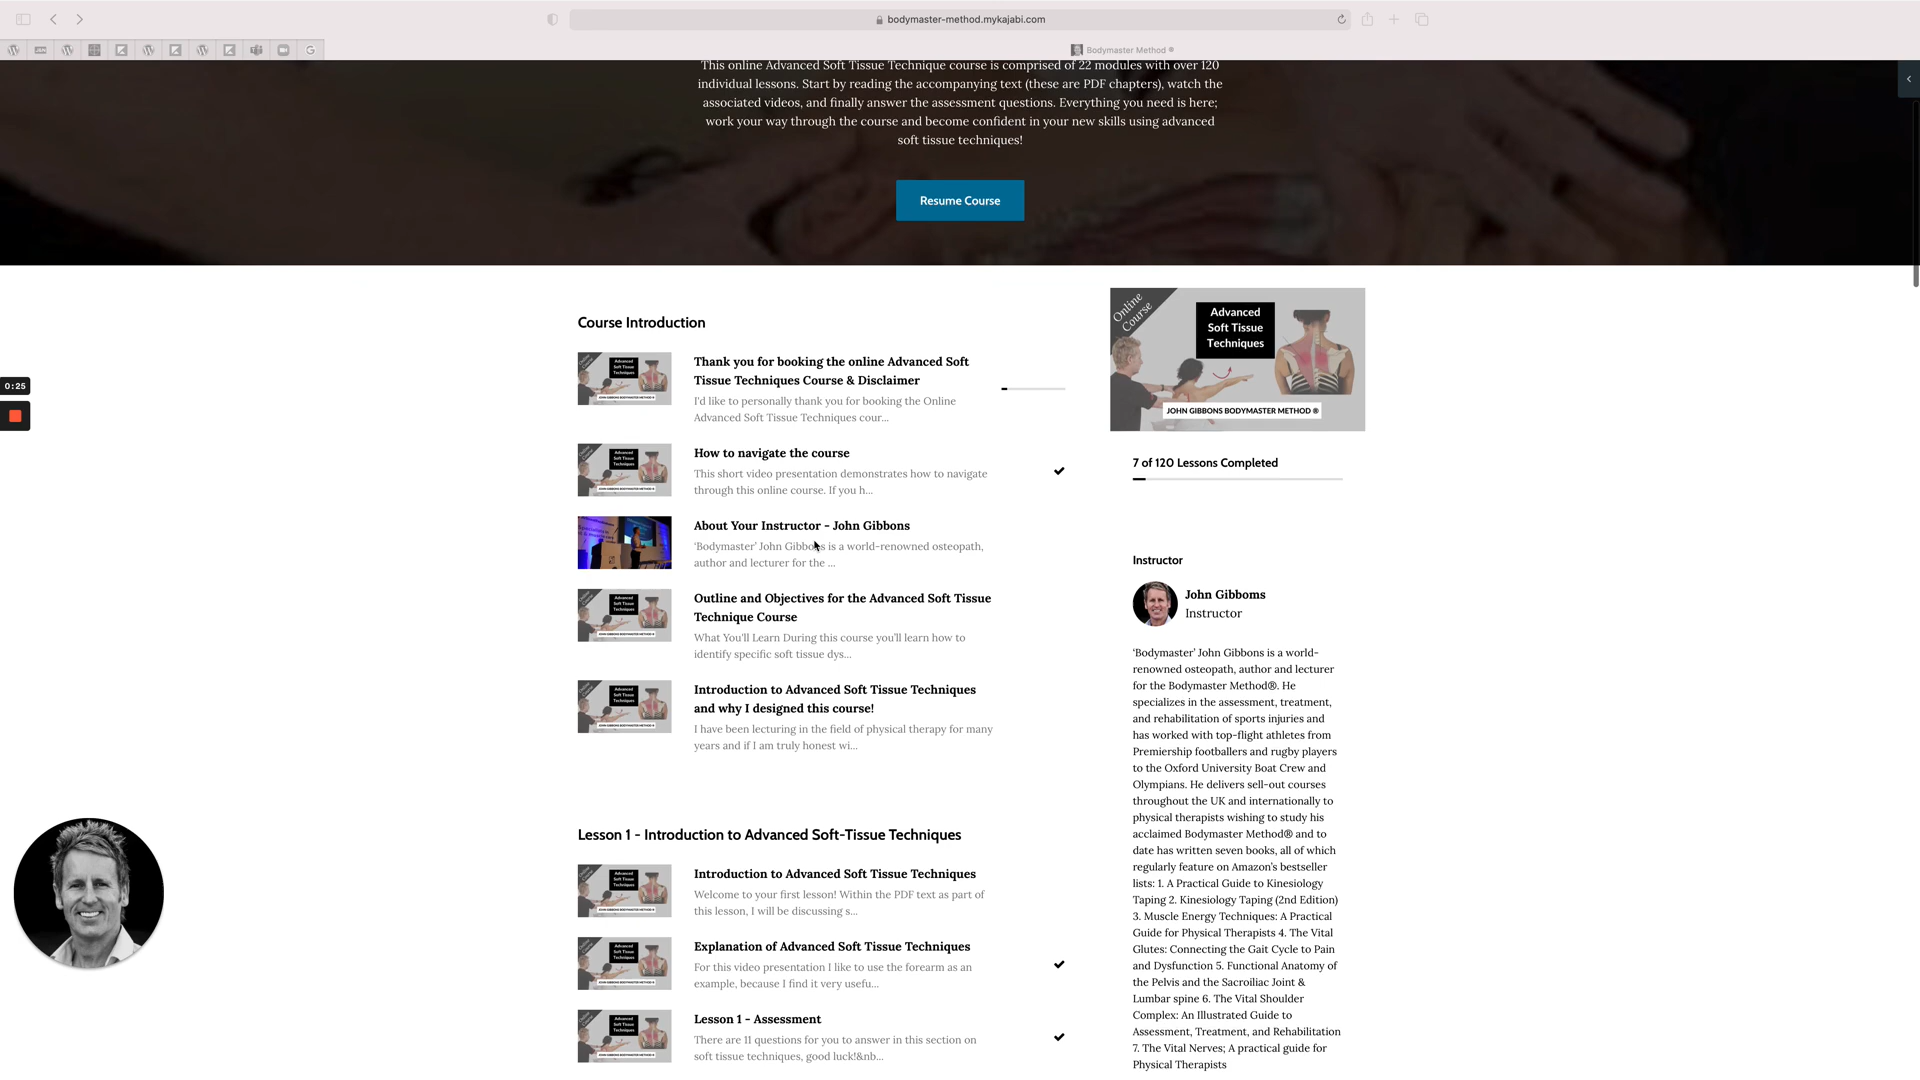 bodymaster-method.mykajabi.com
Bodymaster Method ®
This online Advanced Soft Tissue Technique course is comprised of 22 modules with over 120
individual lessons. Start by reading the accompanying text (these are PDF chapters), watch the
associated videos, and finally answer the assessment questions. Everything you need is here;
work your way through the course and become confident in your new skills using advanced
soft tissue techniques!
Resume Course
0:25
Course Introduction
Thank you for booking the online Advanced Soft
Tissue Techniques Course & Disclaimer
I'd like to personally thank you for booking the Online
Advanced Soft Tissue Techniques cour...
How to navigate the course
This short video presentation demonstrates how to navigate
through this online course. If you h...
About Your Instructor - John Gibbons
‘Bodymaster’ John Gibbons is a world-renowned osteopath,
author and lecturer for the ...
Outline and Objectives for the Advanced Soft Tissue
Technique Course
What You'll Learn During this course you’ll learn how to
identify specific soft tissue dys...
Introduction to Advanced Soft Tissue Techniques
and why I designed this course!
I have been lecturing in the field of physical therapy for many
years and if I am truly honest wi...
Lesson 1 - Introduction to Advanced Soft-Tissue Techniques
Introduction to Advanced Soft Tissue Techniques
Welcome to your first lesson! Within the PDF text as part of
this lesson, I will be discussing s...
Explanation of Advanced Soft Tissue Techniques
For this video presentation I like to use the forearm as an
example, because I find it very usefu...
Lesson 1 - Assessment
There are 11 questions for you to answer in this section on
soft tissue techniques, good luck!&nb...
Online
Course
Advanced
Soft Tissue
Techniques
JOHN GIBBONS BODYMASTER METHOD ®
7 of 120 Lessons Completed
Instructor
John Gibboms
Instructor
‘Bodymaster’ John Gibbons is a world-
renowned osteopath, author and lecturer
for the Bodymaster Method®. He
specializes in the assessment, treatment,
and rehabilitation of sports injuries and
has worked with top-flight athletes from
Premiership footballers and rugby players
to the Oxford University Boat Crew and
Olympians. He delivers sell-out courses
throughout the UK and internationally to
physical therapists wishing to study his
acclaimed Bodymaster Method® and to
date has written seven books, all of which
regularly feature on Amazon’s bestseller
lists: 1. A Practical Guide to Kinesiology
Taping 2. Kinesiology Taping (2nd Edition)
3. Muscle Energy Techniques: A Practical
Guide for Physical Therapists 4. The Vital
Glutes: Connecting the Gait Cycle to Pain
and Dysfunction 5. Functional Anatomy of
the Pelvis and the Sacroiliac Joint &
Lumbar spine 6. The Vital Shoulder
Complex: An Illustrated Guide to
Assessment, Treatment, and Rehabilitation
7. The Vital Nerves; A practical guide for
Physical Therapists